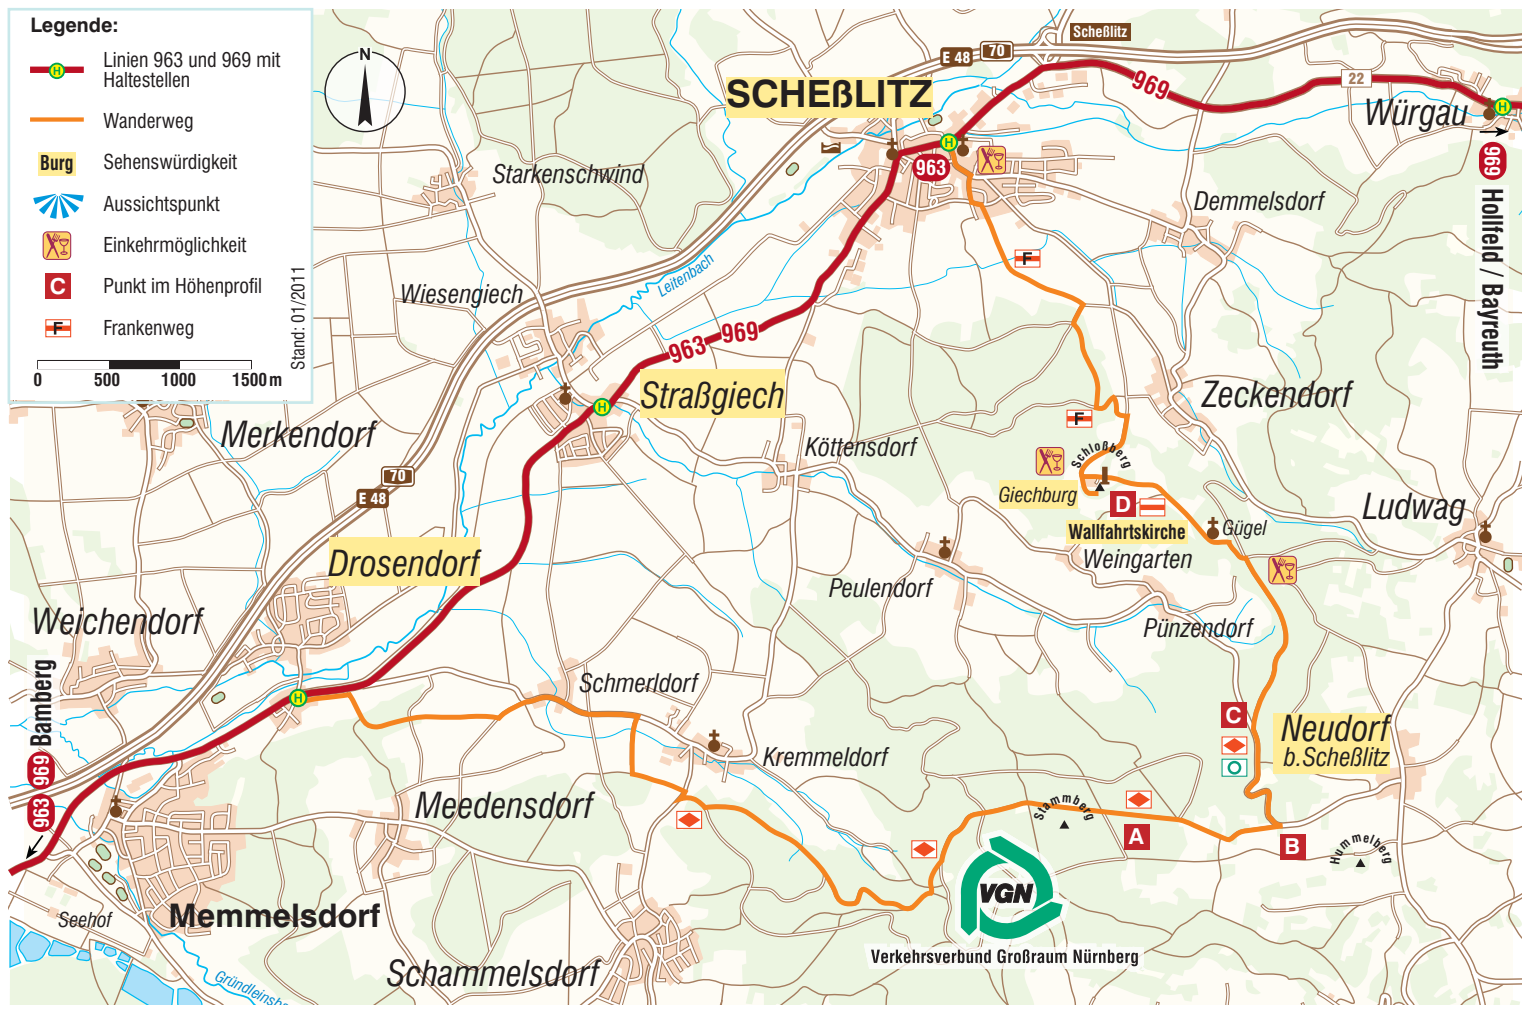 Legende:
Linien 963 und 969 mit
Haltestellen
H
Wanderweg
Burg
Sehenswürdigkeit
Aussichtspunkt
Einkehrmöglichkeit
C
Punkt im Höhenprofil
F
Frankenweg
0 500 1000 1500 m
Stand: 01/2011
N
Scheßlitz
E 48
70
SCHEßLITZ
969
22
Würgau
H
969 Hollfeld / Bayreuth
H
963
Starkenschwind
Demmelsdorf
Leitenbach
F
Wiesengiech
963
969
Straßgiech
H
Zeckendorf
Merkendorf
F
Köttensdorf
Schloßberg
70
E 48
Giechburg
D
Wallfahrtskirche
Gügel
Ludwag
Weingarten
Drosendorf
Peulendorf
Pünzendorf
Weichendorf
963 969 Bamberg
H
Schmerldorf
C
Neudorf
b.Scheßlitz
Kremmeldorf
Meedensdorf
Stammberg
A
B
Hummelberg
VGN
Verkehrsverbund Großraum Nürnberg
Seehof
Memmelsdorf
Schammelsdorf
Gründleinsb